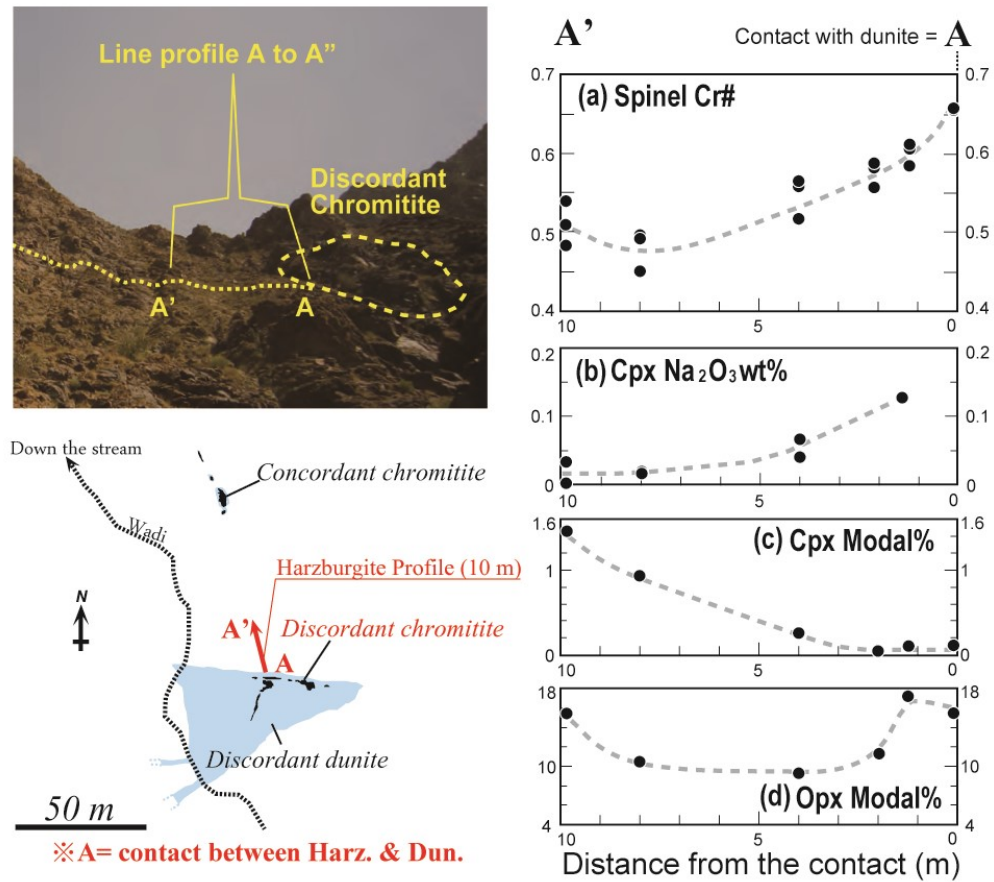 Line profile A to A”
Discordant
Chromitite
A’
A
Down the stream
Wadi
Concordant chromitite
N
Harzburgite Profile (10 m)
A’
Discordant chromitite
A
Discordant dunite
50 m
※A= contact between Harz. & Dun.
A’
Contact with dunite = A
0.7
0.7
(a) Spinel Cr#
0.6
0.6
0.5
0.5
0.4
0.4
10
5
0
0.2
0.2
(b) Cpx Na2O3wt%
0.1
0.1
0
0
10
5
0
1.6
1.6
(c) Cpx Modal%
1
1
0
0
10
5
0
18
18
10
10
(d) Opx Modal%
4
4
10
5
0
Distance from the contact (m)